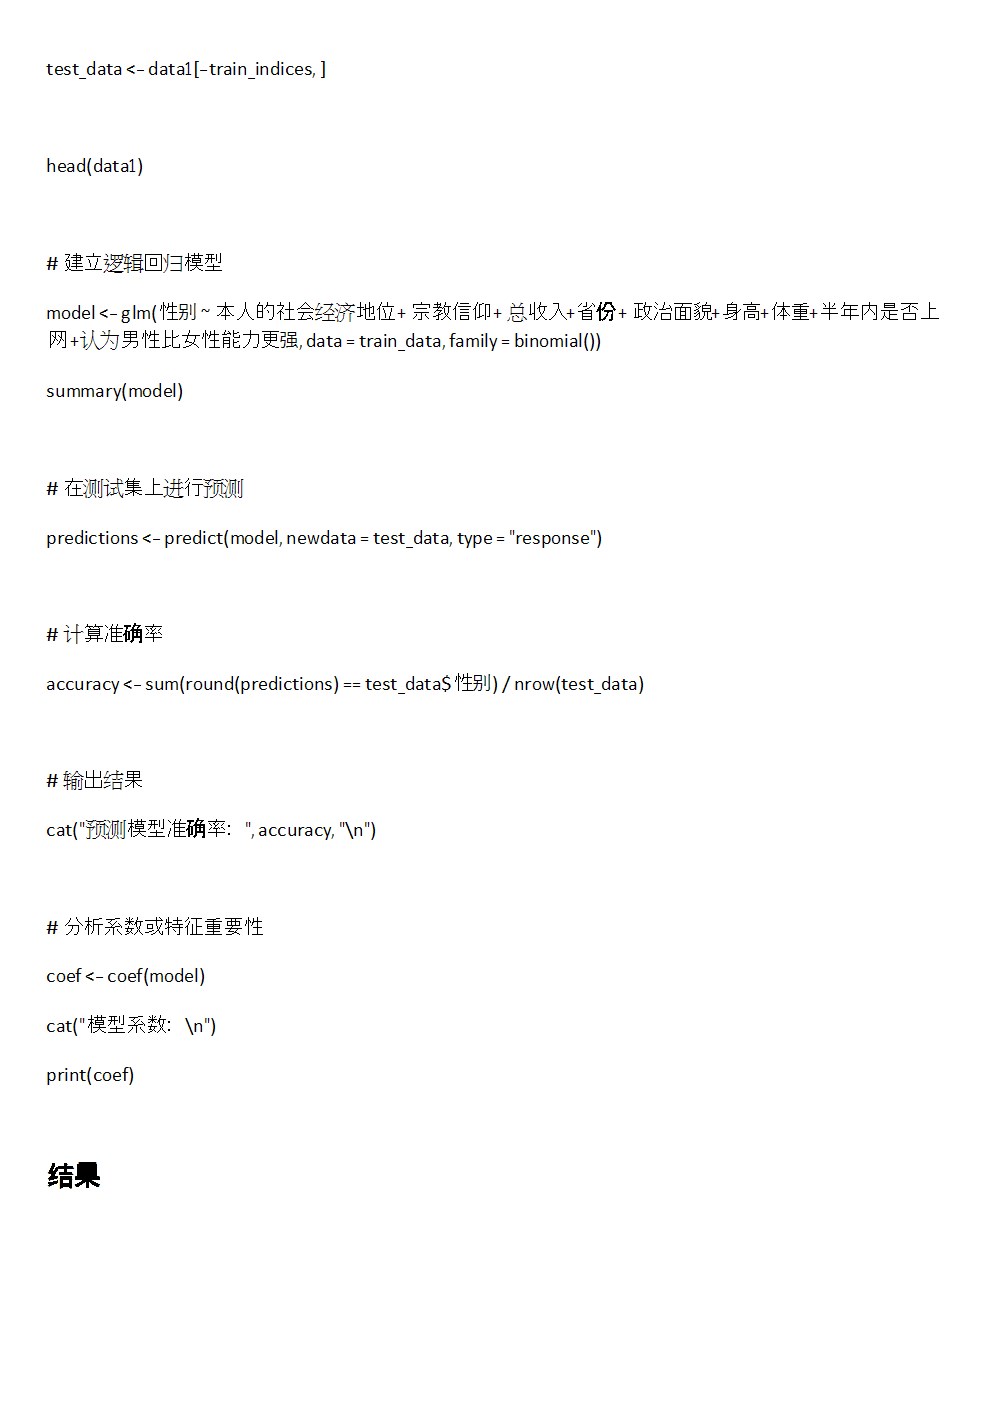 test_data <- data1[-train_indices, ]
head(data1)
# 建立逻辑回归模型
model <- glm(性别 ~ 本人的社会经济地位+ 宗教信仰+ 总收入+省份+ 政治面貌+身高+体重+半年内是否上
网+认为男性比女性能力更强, data = train_data, family = binomial())
summary(model)
# 在测试集上进行预测
predictions <- predict(model, newdata = test_data, type = "response")
# 计算准确率
accuracy <- sum(round(predictions) == test_data$性别) / nrow(test_data)
# 输出结果
cat("预测模型准确率：", accuracy, "\n")
# 分析系数或特征重要性
coef <- coef(model)
cat("模型系数：\n")
print(coef)
结果